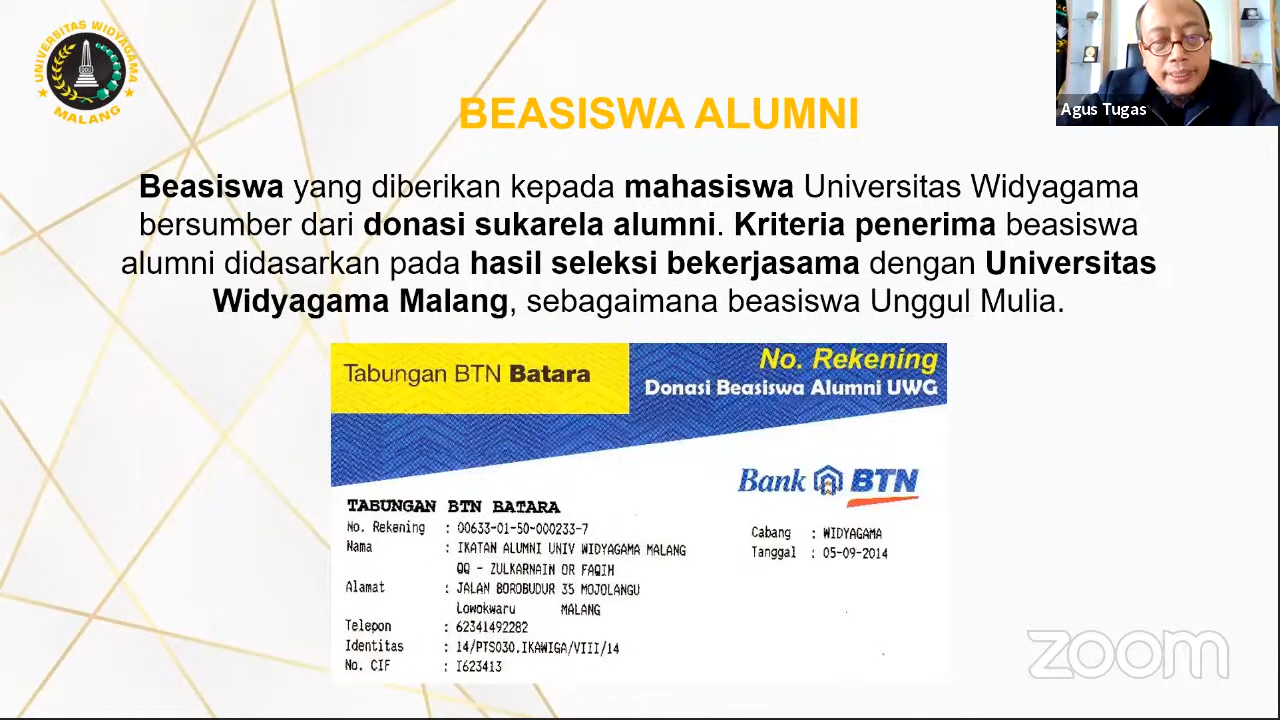 UNIVERSITAS WIDYAGAMA
MALANG
Agus Tugas
BEASISWA ALUMNI
Beasiswa yang diberikan kepada mahasiswa Universitas Widyagama
bersumber dari donasi sukarela alumni. Kriteria penerima beasiswa
alumni didasarkan pada hasil seleksi bekerjasama dengan Universitas
Widyagama Malang, sebagaimana beasiswa Unggul Mulia.
Tabungan BTN Batara
No. Rekening
Donasi Beasiswa Alumni UWG
Bank BTN
TABUNGAN BTN BATARA
No. Rekening : 00633-01-50-000233-7
Nama : IKATAN ALUMNI UNIV WIDYAGAMA MALANG
QQ - ZULKARNAIN OR FAQIH
Alamat : JALAN BOROBUDUR 35 MOJOLANGU
Lowokwaru MALANG
Telepon : 62341492282
Identitas : 14/PTS030.IKAWIGA/VIII/14
No. CIF : I623413
Cabang : WIDYAGAMA
Tanggal : 05-09-2014
zoom